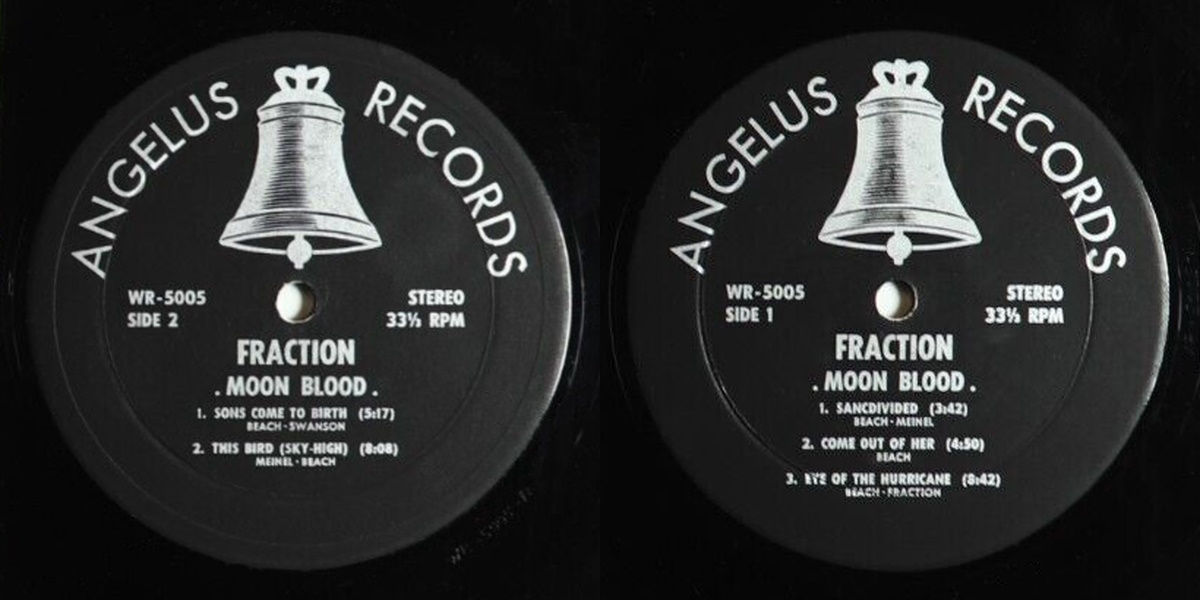 ANGELUS RECORDS
WR-5005 STEREO
SIDE 2 33⅓ RPM
FRACTION
. MOON BLOOD .
1. SONS COME TO BIRTH (5:17)
BEACH - SWANSON
2. THIS BIRD (SKY-HIGH) (8:08)
MEINEL - BEACH
ANGELUS RECORDS
WR-5005 STEREO
SIDE 1 33⅓ RPM
FRACTION
. MOON BLOOD .
1. SANCDIVIDED (3:42)
BEACH - MEINEL
2. COME OUT OF HER (4:50)
BEACH
3. EYE OF THE HURRICANE (8:42)
BEACH - FRACTION